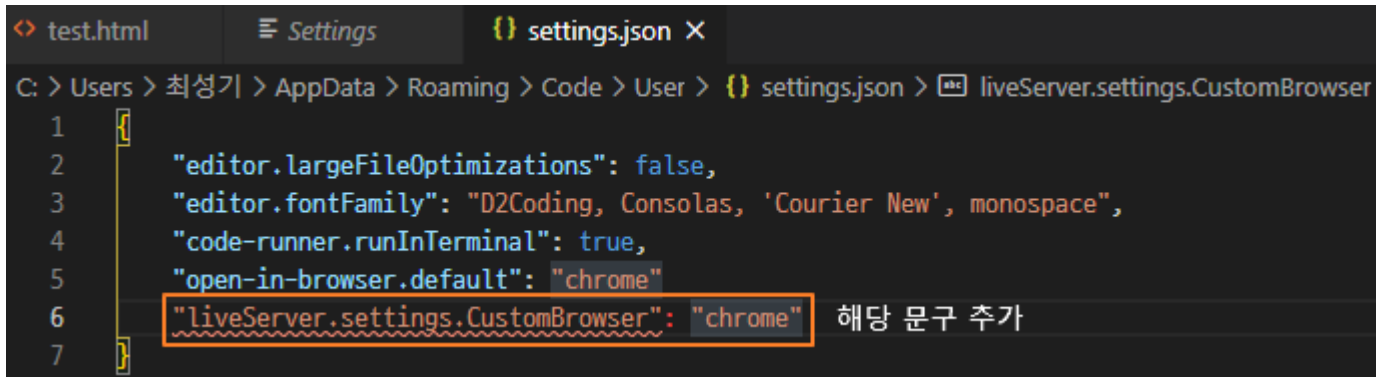 test.html Settings {} settings.json ×
C: > Users > 최성기 > AppData > Roaming > Code > User > {} settings.json > abc liveServer.settings.CustomBrowser
1 {
2 "editor.largeFileOptimizations": false,
3 "editor.fontFamily": "D2Coding, Consolas, 'Courier New', monospace",
4 "code-runner.runInTerminal": true,
5 "open-in-browser.default": "chrome"
6 "liveServer.settings.CustomBrowser": "chrome" 해당 문구 추가
7 }